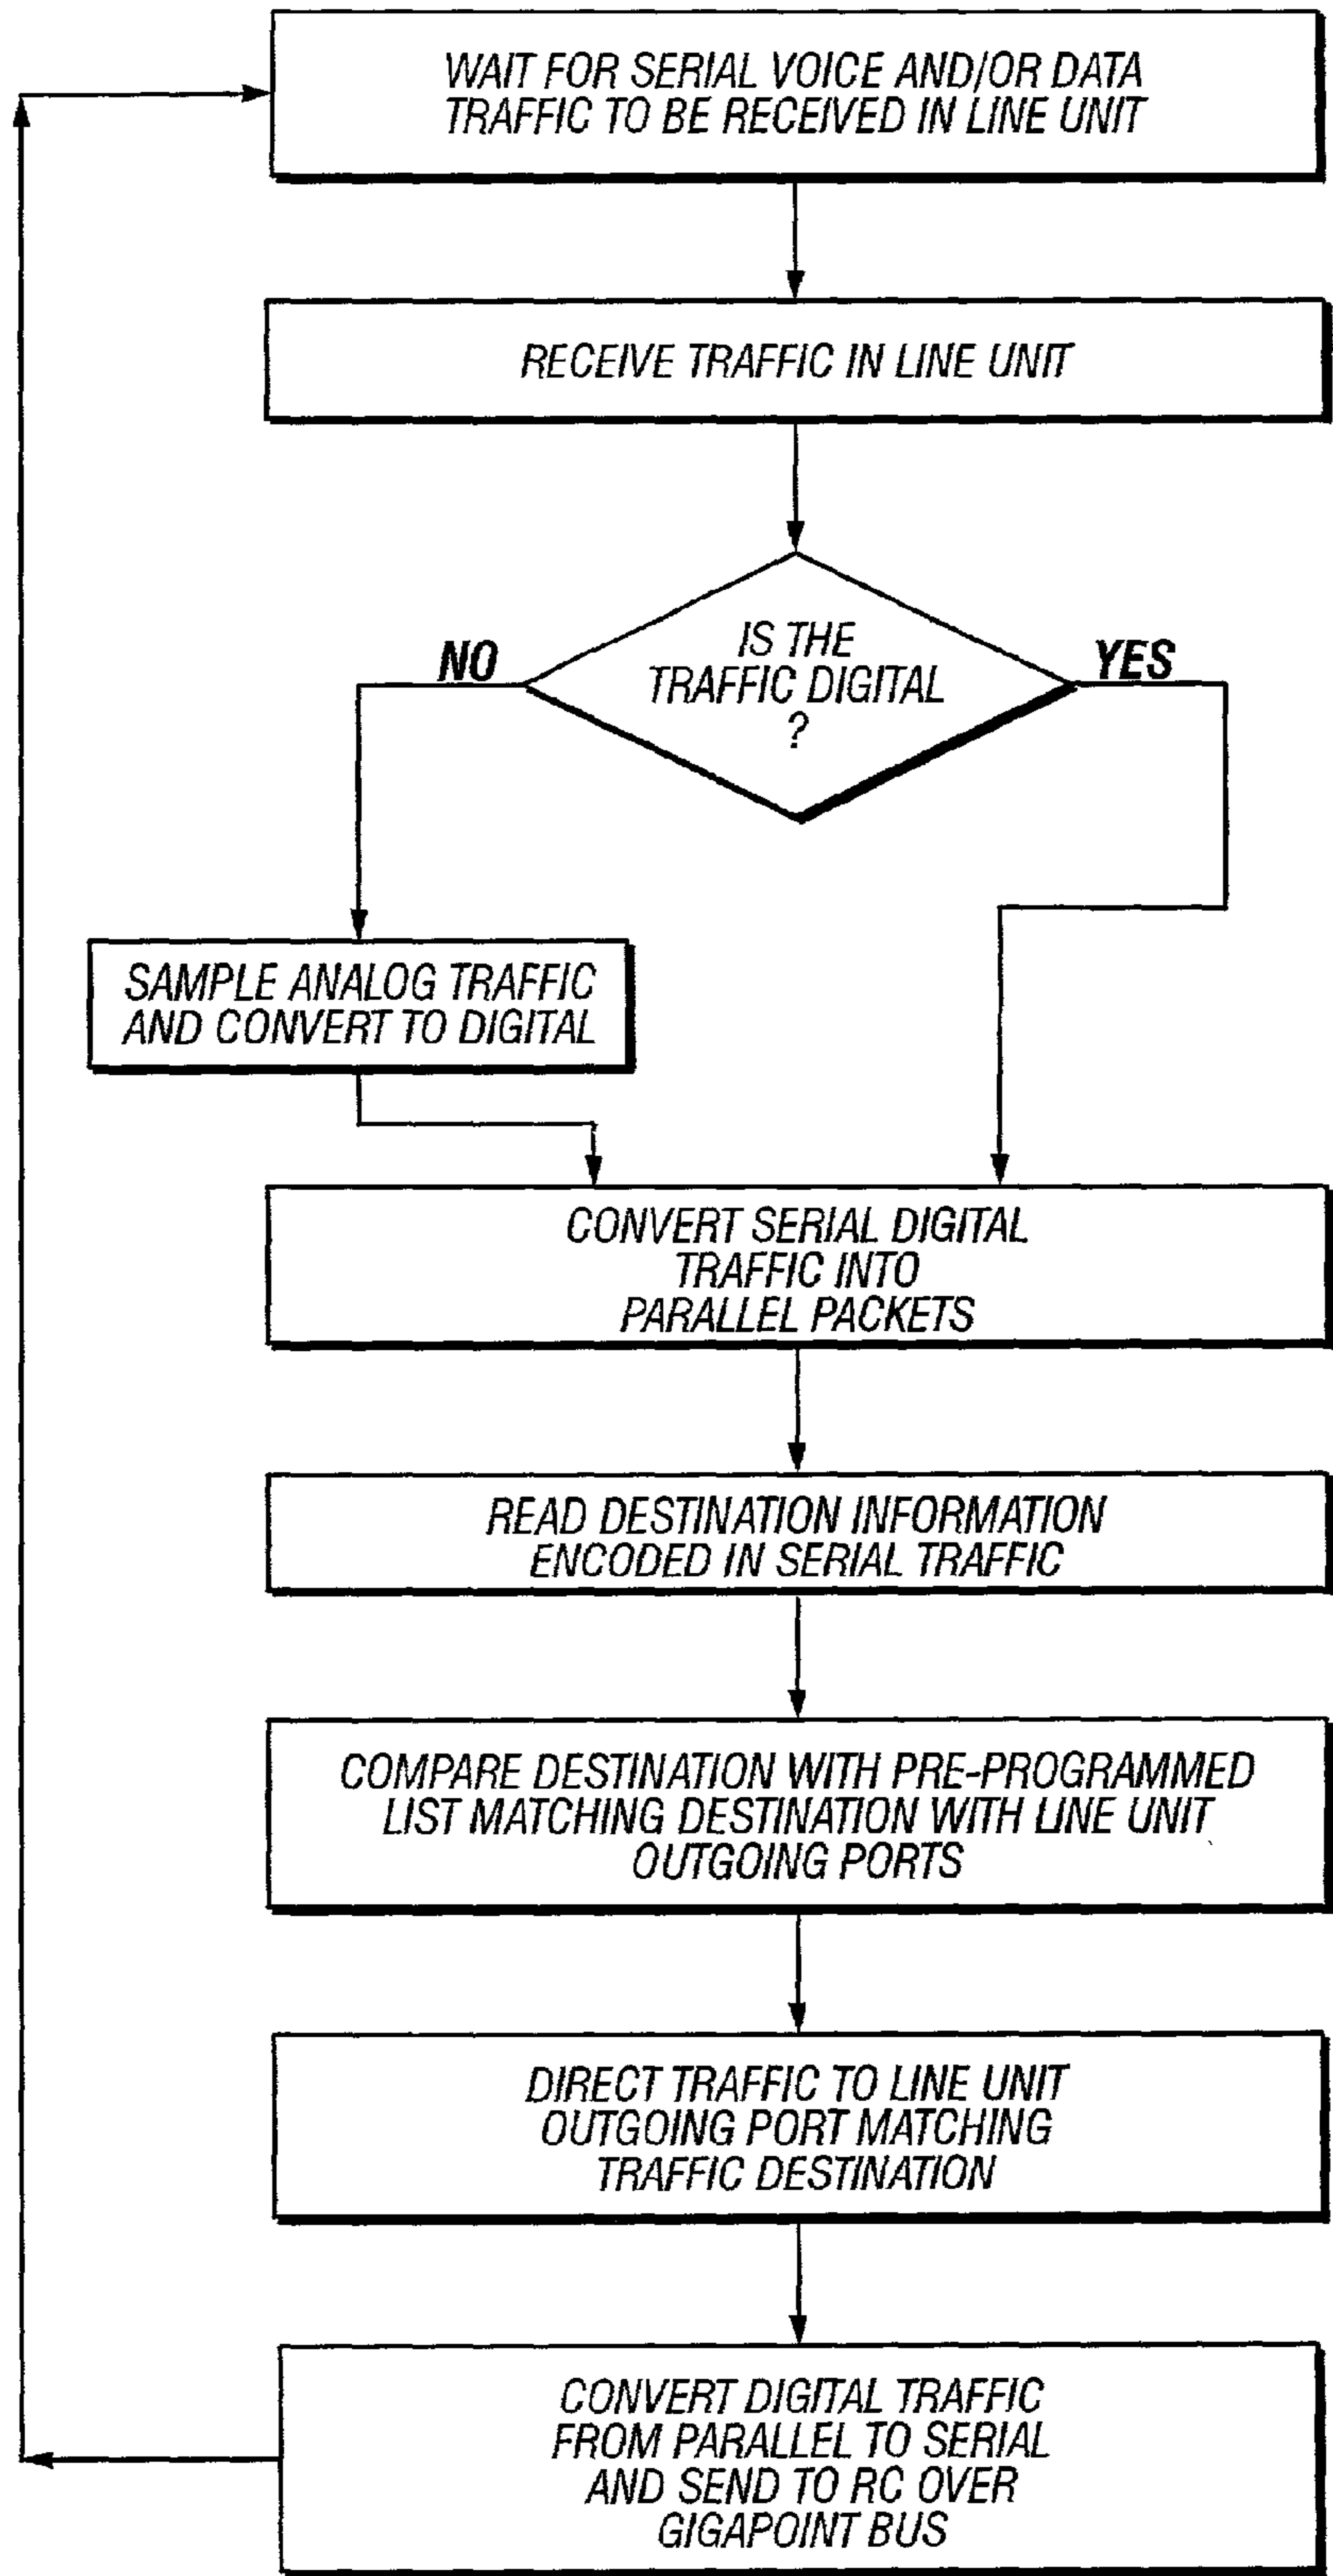 WAIT FOR SERIAL VOICE AND/OR DATA
TRAFFIC TO BE RECEIVED IN LINE UNIT
RECEIVE TRAFFIC IN LINE UNIT
IS THE
TRAFFIC DIGITAL
?
NO
YES
SAMPLE ANALOG TRAFFIC
AND CONVERT TO DIGITAL
CONVERT SERIAL DIGITAL
TRAFFIC INTO
PARALLEL PACKETS
READ DESTINATION INFORMATION
ENCODED IN SERIAL TRAFFIC
COMPARE DESTINATION WITH PRE-PROGRAMMED
LIST MATCHING DESTINATION WITH LINE UNIT
OUTGOING PORTS
DIRECT TRAFFIC TO LINE UNIT
OUTGOING PORT MATCHING
TRAFFIC DESTINATION
CONVERT DIGITAL TRAFFIC
FROM PARALLEL TO SERIAL
AND SEND TO RC OVER
GIGAPOINT BUS